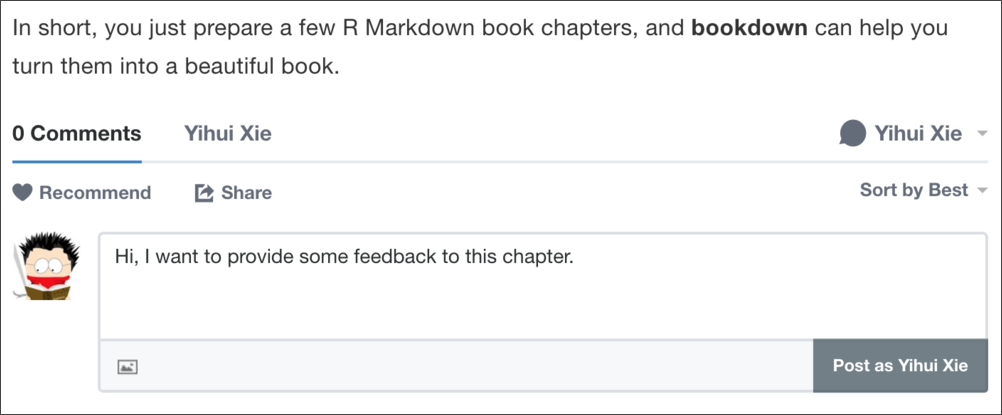 In short, you just prepare a few R Markdown book chapters, and bookdown can help you
turn them into a beautiful book.
0 Comments Yihui Xie Yihui Xie
Recommend Share Sort by Best
Hi, I want to provide some feedback to this chapter.
Post as Yihui Xie